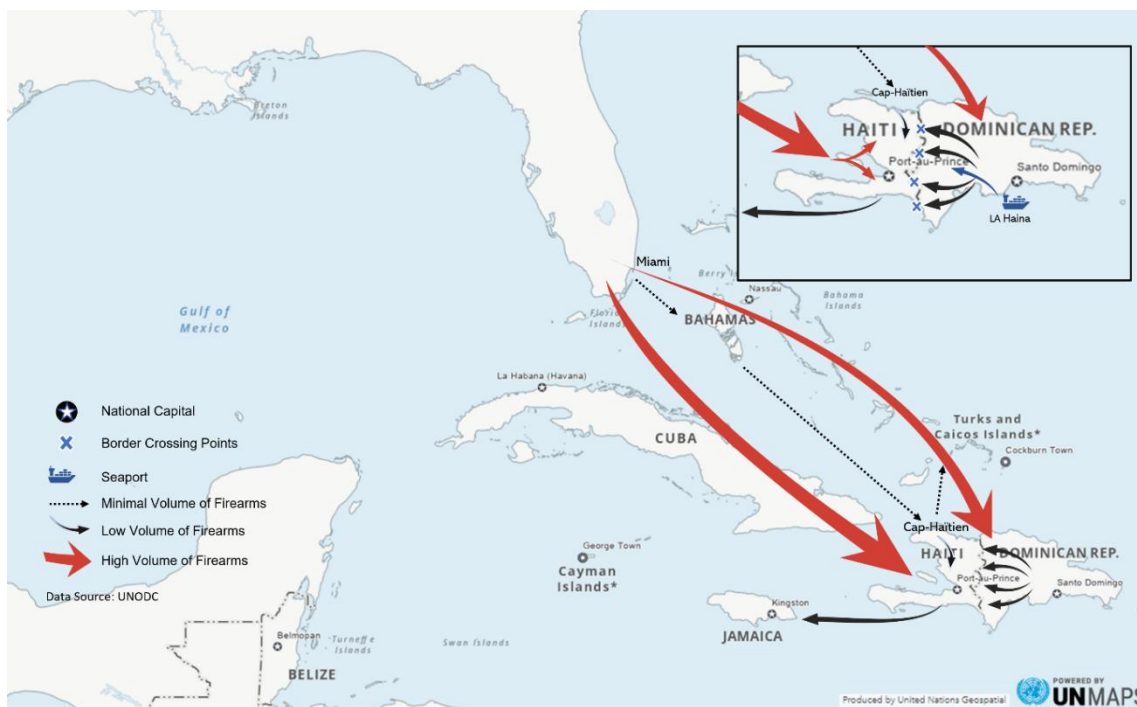 Breton
Islands
Gulf of
Mexico
Miami
Florida
Islands
Berry Is
Nassau
BAHAMAS
Bahama
Islands
La Habana (Havana)
CUBA
Turks and
Caicos Islands*
Cockburn Town
Cap-Haïtien
HAITI
DOMINICAN REP.
Port-au-Prince
Santo Domingo
George Town
Cayman
Islands*
Kingston
JAMAICA
Swan Islands
Belmopan
Turneffe
Islands
BELIZE
Cap-Haïtien
HAITI
DOMINICAN REP.
Port-au-Prince
Santo Domingo
LA Haina
National Capital
Border Crossing Points
Seaport
Minimal Volume of Firearms
Low Volume of Firearms
High Volume of Firearms
Data Source: UNODC
Produced by United Nations Geospatial
POWERED BY
UNMAPS